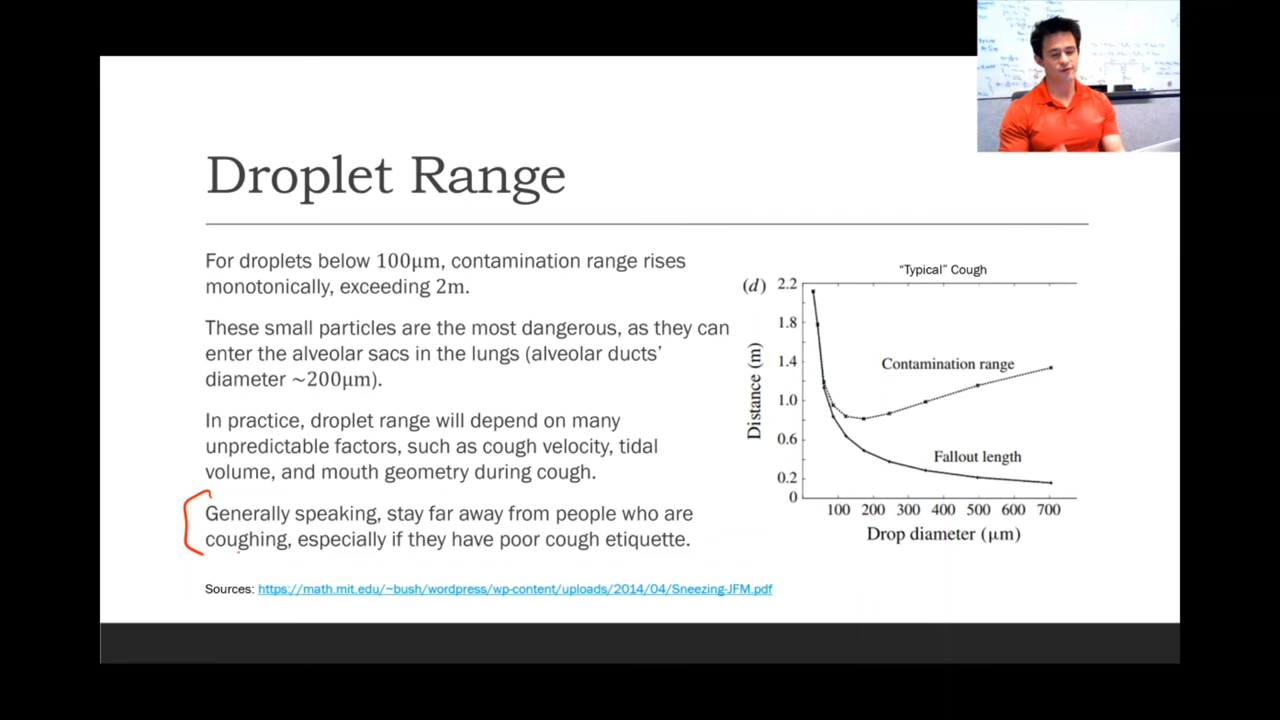 Droplet Range
For droplets below 100μm, contamination range rises
monotonically, exceeding 2m.
These small particles are the most dangerous, as they can
enter the alveolar sacs in the lungs (alveolar ducts’
diameter ~200μm).
In practice, droplet range will depend on many
unpredictable factors, such as cough velocity, tidal
volume, and mouth geometry during cough.
Generally speaking, stay far away from people who are
coughing, especially if they have poor cough etiquette.
Sources: https://math.mit.edu/~bush/wordpress/wp-content/uploads/2014/04/Sneezing-JFM.pdf
“Typical” Cough
(d)
2.2
1.8
1.4
1.0
0.6
0.2
0
Distance (m)
Contamination range
Fallout length
100 200 300 400 500 600 700
Drop diameter (μm)